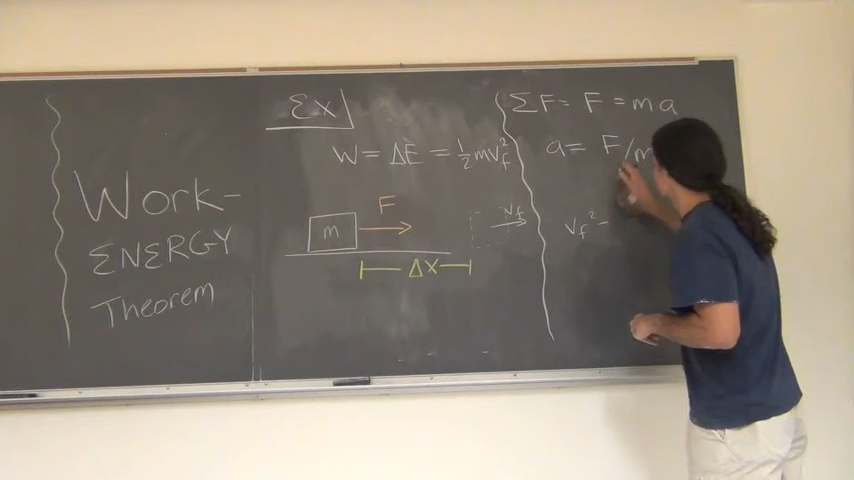 Work-
ENERGY
Theorem
Ex
W = ΔE = ½mv_f²
F
m
v_f
Δx
ΣF = F = ma
a = F/m
v_f² =